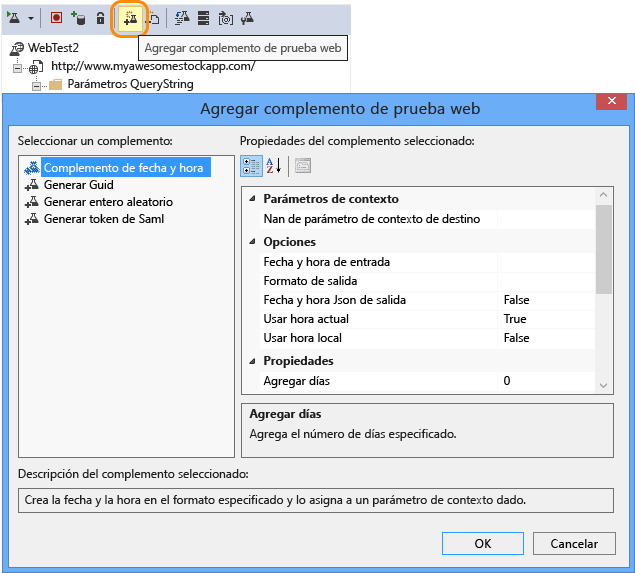 Agregar complemento de prueba web
WebTest2
http://www.myawesomestockapp.com/
Parámetros QueryString
Agregar complemento de prueba web
Seleccionar un complemento:
Complemento de fecha y hora
Generar Guid
Generar entero aleatorio
Generar token de Saml
Propiedades del complemento seleccionado:
Parámetros de contexto
Nan de parámetro de contexto de destino
Opciones
Fecha y hora de entrada
Formato de salida
Fecha y hora Json de salida False
Usar hora actual True
Usar hora local False
Propiedades
Agregar días 0
Agregar días
Agrega el número de días especificado.
Descripción del complemento seleccionado:
Crea la fecha y la hora en el formato especificado y lo asigna a un parámetro de contexto dado.
OK Cancelar